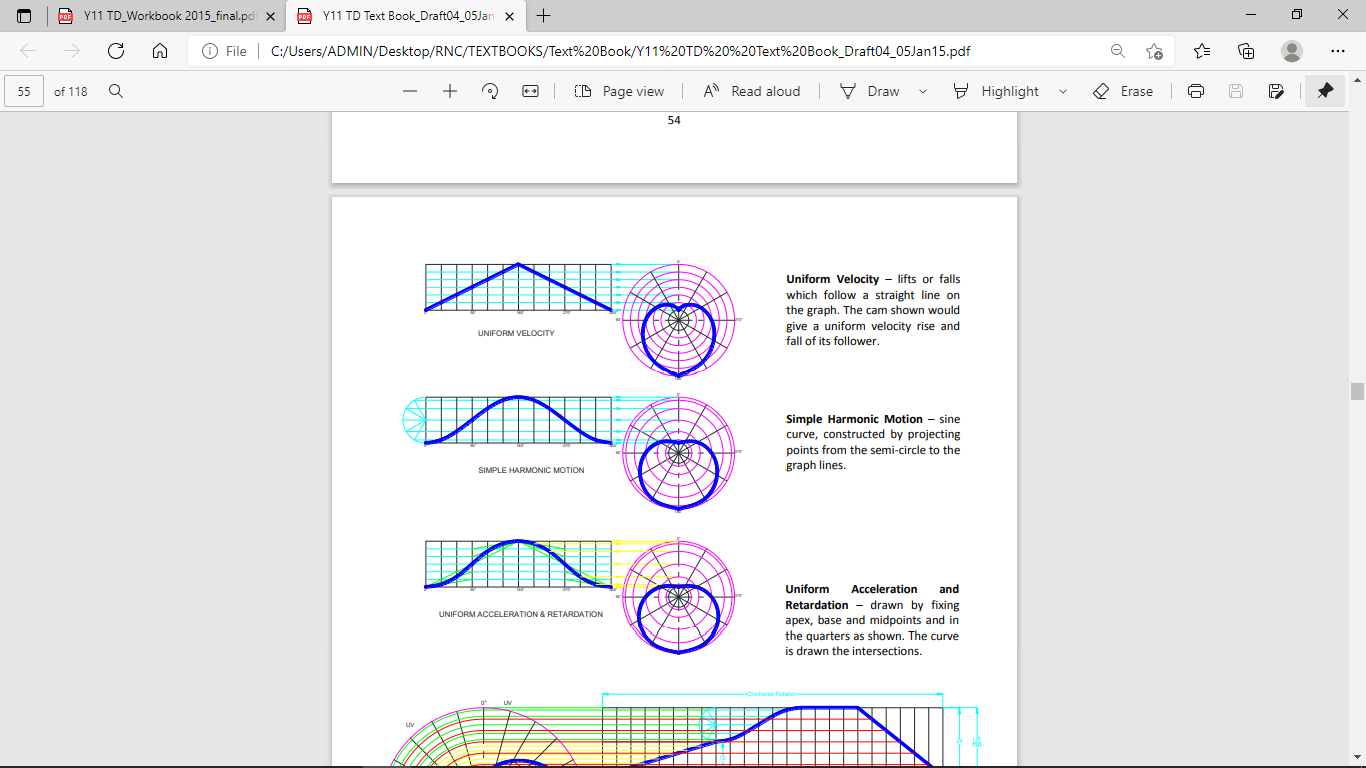 Y11 TD_Workbook 2015_final.pdf
Y11 TD Text Book_Draft04_05Jan
File
C:/Users/ADMIN/Desktop/RNC/TEXTBOOKS/Text%20Book/Y11%20TD%20%20Text%20Book_Draft04_05Jan15.pdf
55 of 118
Page view
Read aloud
Draw
Highlight
Erase
54
UNIFORM VELOCITY
Uniform Velocity – lifts or falls
which follow a straight line on
the graph. The cam shown would
give a uniform velocity rise and
fall of its follower.
SIMPLE HARMONIC MOTION
Simple Harmonic Motion – sine
curve, constructed by projecting
points from the semi-circle to the
graph lines.
UNIFORM ACCELERATION & RETARDATION
Uniform Acceleration and
Retardation – drawn by fixing
apex, base and midpoints and in
the quarters as shown. The curve
is drawn the intersections.
Clockwise Rotation
0°
UV
UV